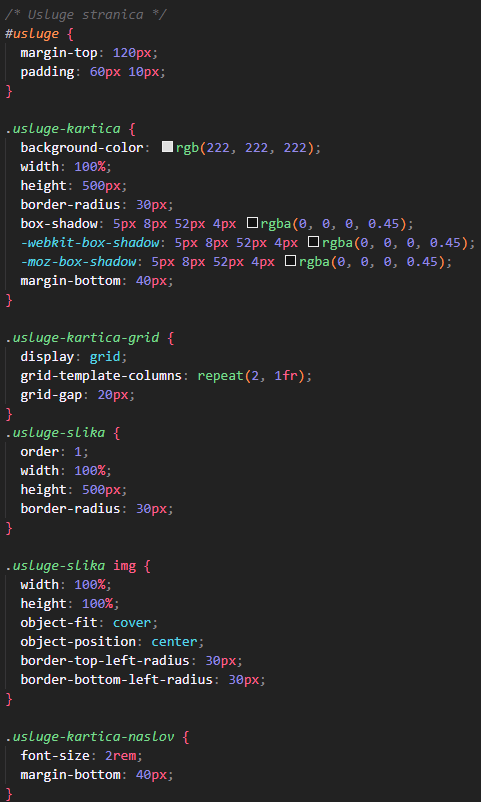 /* Usluge stranica */
#usluge {
  margin-top: 120px;
  padding: 60px 10px;
}

.usluge-kartica {
  background-color: rgb(222, 222, 222);
  width: 100%;
  height: 500px;
  border-radius: 30px;
  box-shadow: 5px 8px 52px 4px rgba(0, 0, 0, 0.45);
  -webkit-box-shadow: 5px 8px 52px 4px rgba(0, 0, 0, 0.45);
  -moz-box-shadow: 5px 8px 52px 4px rgba(0, 0, 0, 0.45);
  margin-bottom: 40px;
}

.usluge-kartica-grid {
  display: grid;
  grid-template-columns: repeat(2, 1fr);
  grid-gap: 20px;
}
.usluge-slika {
  order: 1;
  width: 100%;
  height: 500px;
  border-radius: 30px;
}

.usluge-slika img {
  width: 100%;
  height: 100%;
  object-fit: cover;
  object-position: center;
  border-top-left-radius: 30px;
  border-bottom-left-radius: 30px;
}

.usluge-kartica-naslov {
  font-size: 2rem;
  margin-bottom: 40px;
}